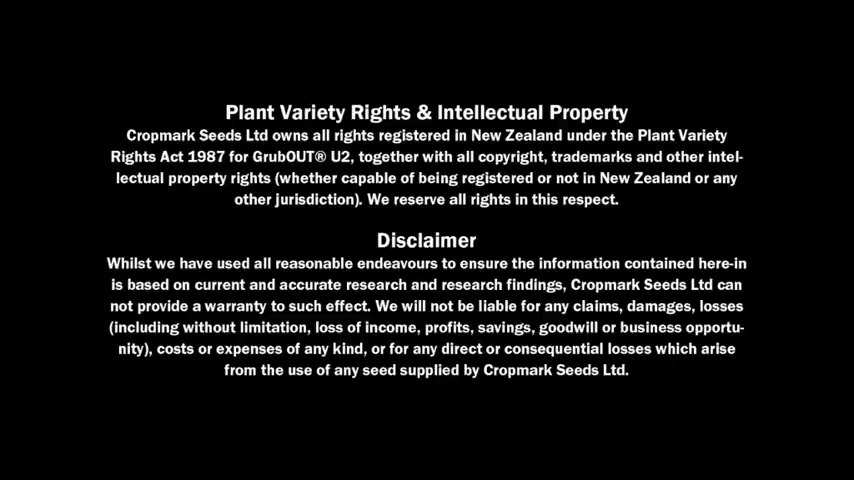 Plant Variety Rights & Intellectual Property
Cropmark Seeds Ltd owns all rights registered in New Zealand under the Plant Variety
Rights Act 1987 for GrubOUT® U2, together with all copyright, trademarks and other intel-
lectual property rights (whether capable of being registered or not in New Zealand or any
other jurisdiction). We reserve all rights in this respect.
Disclaimer
Whilst we have used all reasonable endeavours to ensure the information contained here-in
is based on current and accurate research and research findings, Cropmark Seeds Ltd can
not provide a warranty to such effect. We will not be liable for any claims, damages, losses
(including without limitation, loss of income, profits, savings, goodwill or business opportu-
nity), costs or expenses of any kind, or for any direct or consequential losses which arise
from the use of any seed supplied by Cropmark Seeds Ltd.